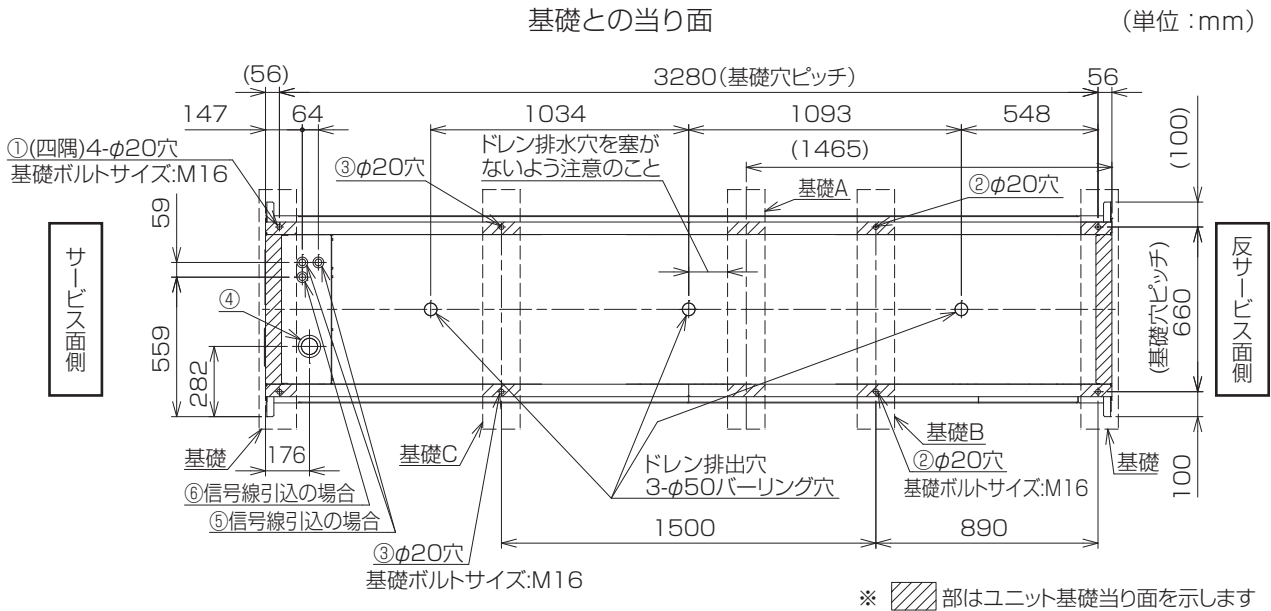 基礎との当り面
(単位：mm)
(56)
3280(基礎穴ピッチ)
56
147
64
1034
1093
548
①(四隅)4-φ20穴
基礎ボルトサイズ:M16
③φ20穴
ドレン排水穴を塞が
ないよう注意のこと
(1465)
基礎A
②φ20穴
(100)
59
サービス面側
④
559
282
(基礎穴ピッチ)
660
反サービス面側
基礎
176
基礎C
ドレン排出穴
3-φ50バーリング穴
基礎B
②φ20穴
基礎ボルトサイズ:M16
基礎
100
⑥信号線引込の場合
⑤信号線引込の場合
1500
890
③φ20穴
基礎ボルトサイズ:M16
※ 部はユニット基礎当り面を示します